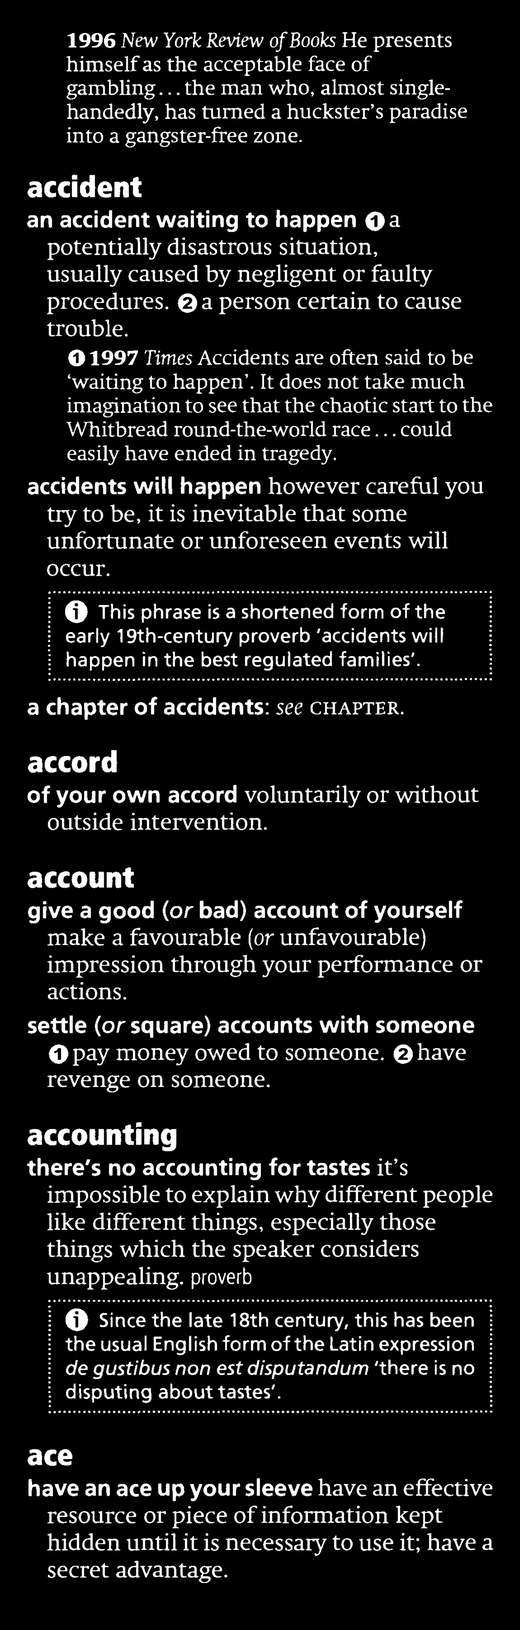 1996 New York Review of Books He presents
himself as the acceptable face of
gambling... the man who, almost single-
handedly, has turned a huckster's paradise
into a gangster-free zone.
accident
an accident waiting to happen ❶ a
potentially disastrous situation,
usually caused by negligent or faulty
procedures. ❷ a person certain to cause
trouble.
❶ 1997 Times Accidents are often said to be
‘waiting to happen’. It does not take much
imagination to see that the chaotic start to the
Whitbread round-the-world race... could
easily have ended in tragedy.
accidents will happen however careful you
try to be, it is inevitable that some
unfortunate or unforeseen events will
occur.
ⓘ This phrase is a shortened form of the
early 19th-century proverb ‘accidents will
happen in the best regulated families’.
a chapter of accidents: see CHAPTER.
accord
of your own accord voluntarily or without
outside intervention.
account
give a good (or bad) account of yourself
make a favourable (or unfavourable)
impression through your performance or
actions.
settle (or square) accounts with someone
❶ pay money owed to someone. ❷ have
revenge on someone.
accounting
there's no accounting for tastes it's
impossible to explain why different people
like different things, especially those
things which the speaker considers
unappealing. proverb
ⓘ Since the late 18th century, this has been
the usual English form of the Latin expression
de gustibus non est disputandum ‘there is no
disputing about tastes’.
ace
have an ace up your sleeve have an effective
resource or piece of information kept
hidden until it is necessary to use it; have a
secret advantage.